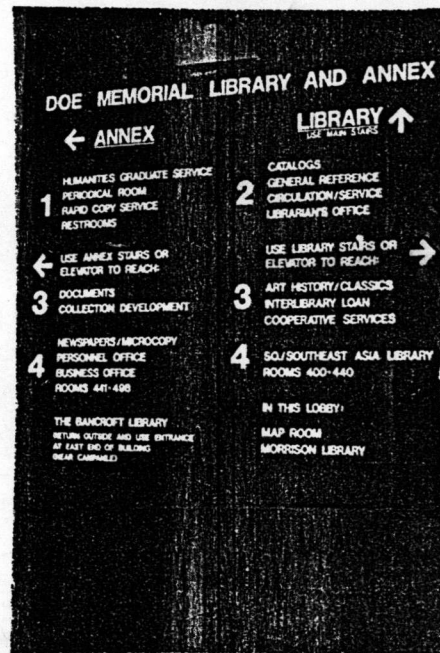 DOE MEMORIAL LIBRARY AND ANNEX
← ANNEX
1
HUMANITIES GRADUATE SERVICE
PERIODICAL ROOM
RAPID COPY SERVICE
RESTROOMS
← USE ANNEX STAIRS OR
ELEVATOR TO REACH:
3
DOCUMENTS
COLLECTION DEVELOPMENT
4
NEWSPAPERS/MICROCOPY
PERSONNEL OFFICE
BUSINESS OFFICE
ROOMS 441-498
THE BANCROFT LIBRARY
RETURN OUTSIDE AND USE ENTRANCE
AT EAST END OF BUILDING
(NEAR CAMPANILE)
LIBRARY ↑
USE MAIN STAIRS
2
CATALOGS
GENERAL REFERENCE
CIRCULATION/SERVICE
LIBRARIAN'S OFFICE
USE LIBRARY STAIRS OR →
ELEVATOR TO REACH:
3
ART HISTORY/CLASSICS
INTERLIBRARY LOAN
COOPERATIVE SERVICES
4
SO./SOUTHEAST ASIA LIBRARY
ROOMS 400-440
IN THIS LOBBY:
MAP ROOM
MORRISON LIBRARY